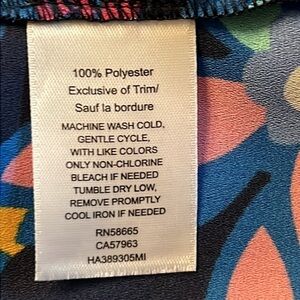 100% Polyester
Exclusive of Trim/
Sauf la bordure
MACHINE WASH COLD,
GENTLE CYCLE,
WITH LIKE COLORS
ONLY NON-CHLORINE
BLEACH IF NEEDED
TUMBLE DRY LOW,
REMOVE PROMPTLY
COOL IRON IF NEEDED
RN58665
CA57963
HA389305MI